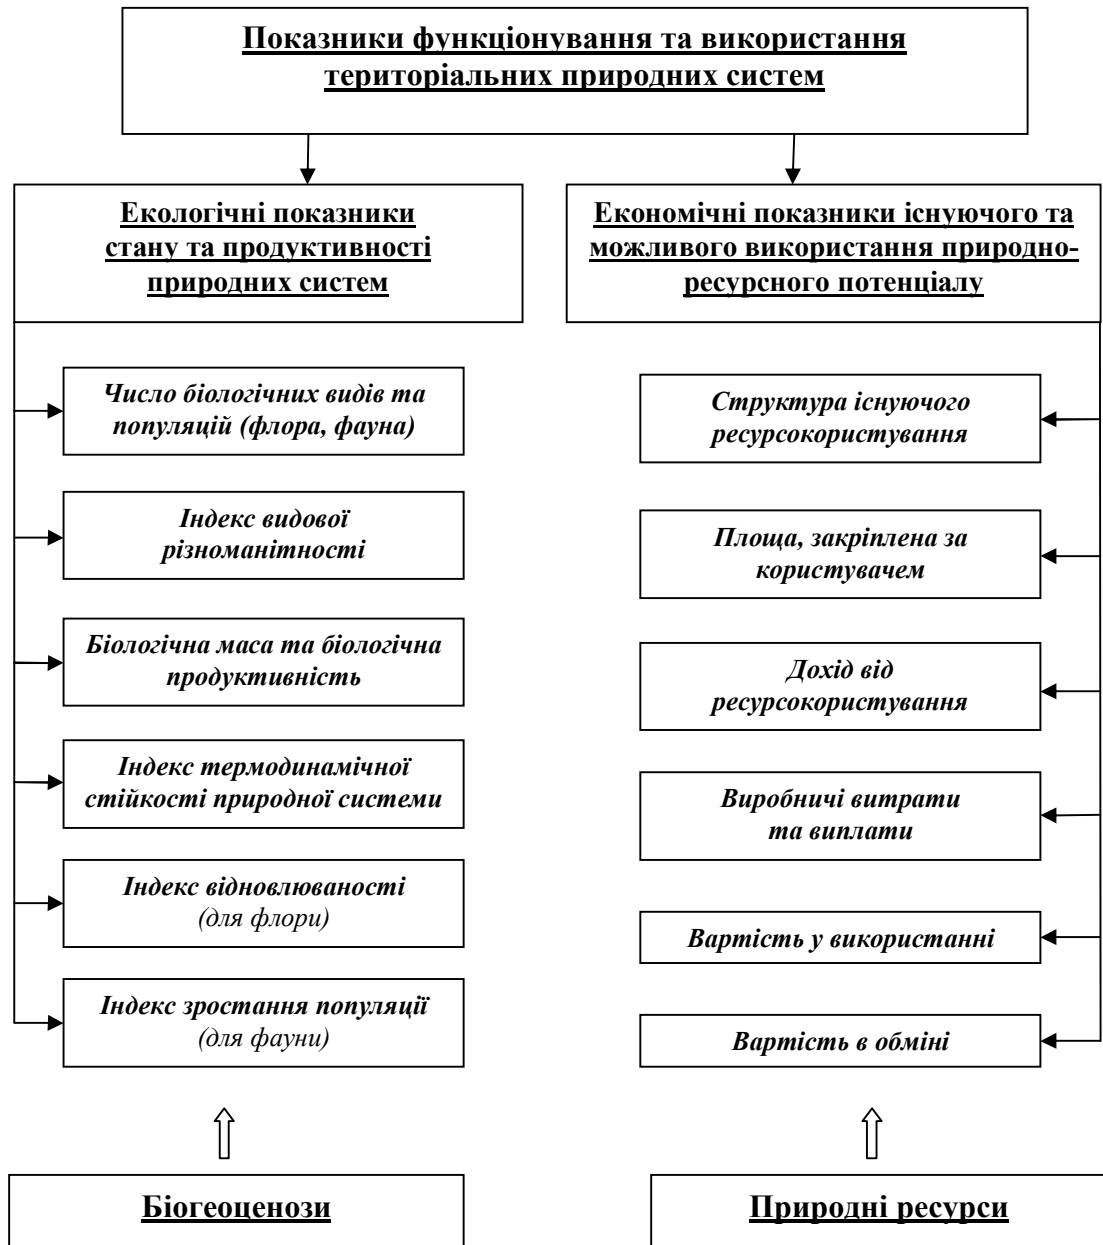 Показники функціонування та використання
територіальних природних систем
Екологічні показники
стану та продуктивності
природних систем
Економічні показники існуючого та
можливого використання природно-
ресурсного потенціалу
Число біологічних видів та
популяцій (флора, фауна)
Індекс видової
різноманітності
Біологічна маса та біологічна
продуктивність
Індекс термодинамічної
стійкості природної системи
Індекс відновлюваності
(для флори)
Індекс зростання популяції
(для фауни)
Структура існуючого
ресурсокористування
Площа, закріплена за
користувачем
Дохід від
ресурсокористування
Виробничі витрати
та виплати
Вартість у використанні
Вартість в обміні
Біогеоценози
Природні ресурси